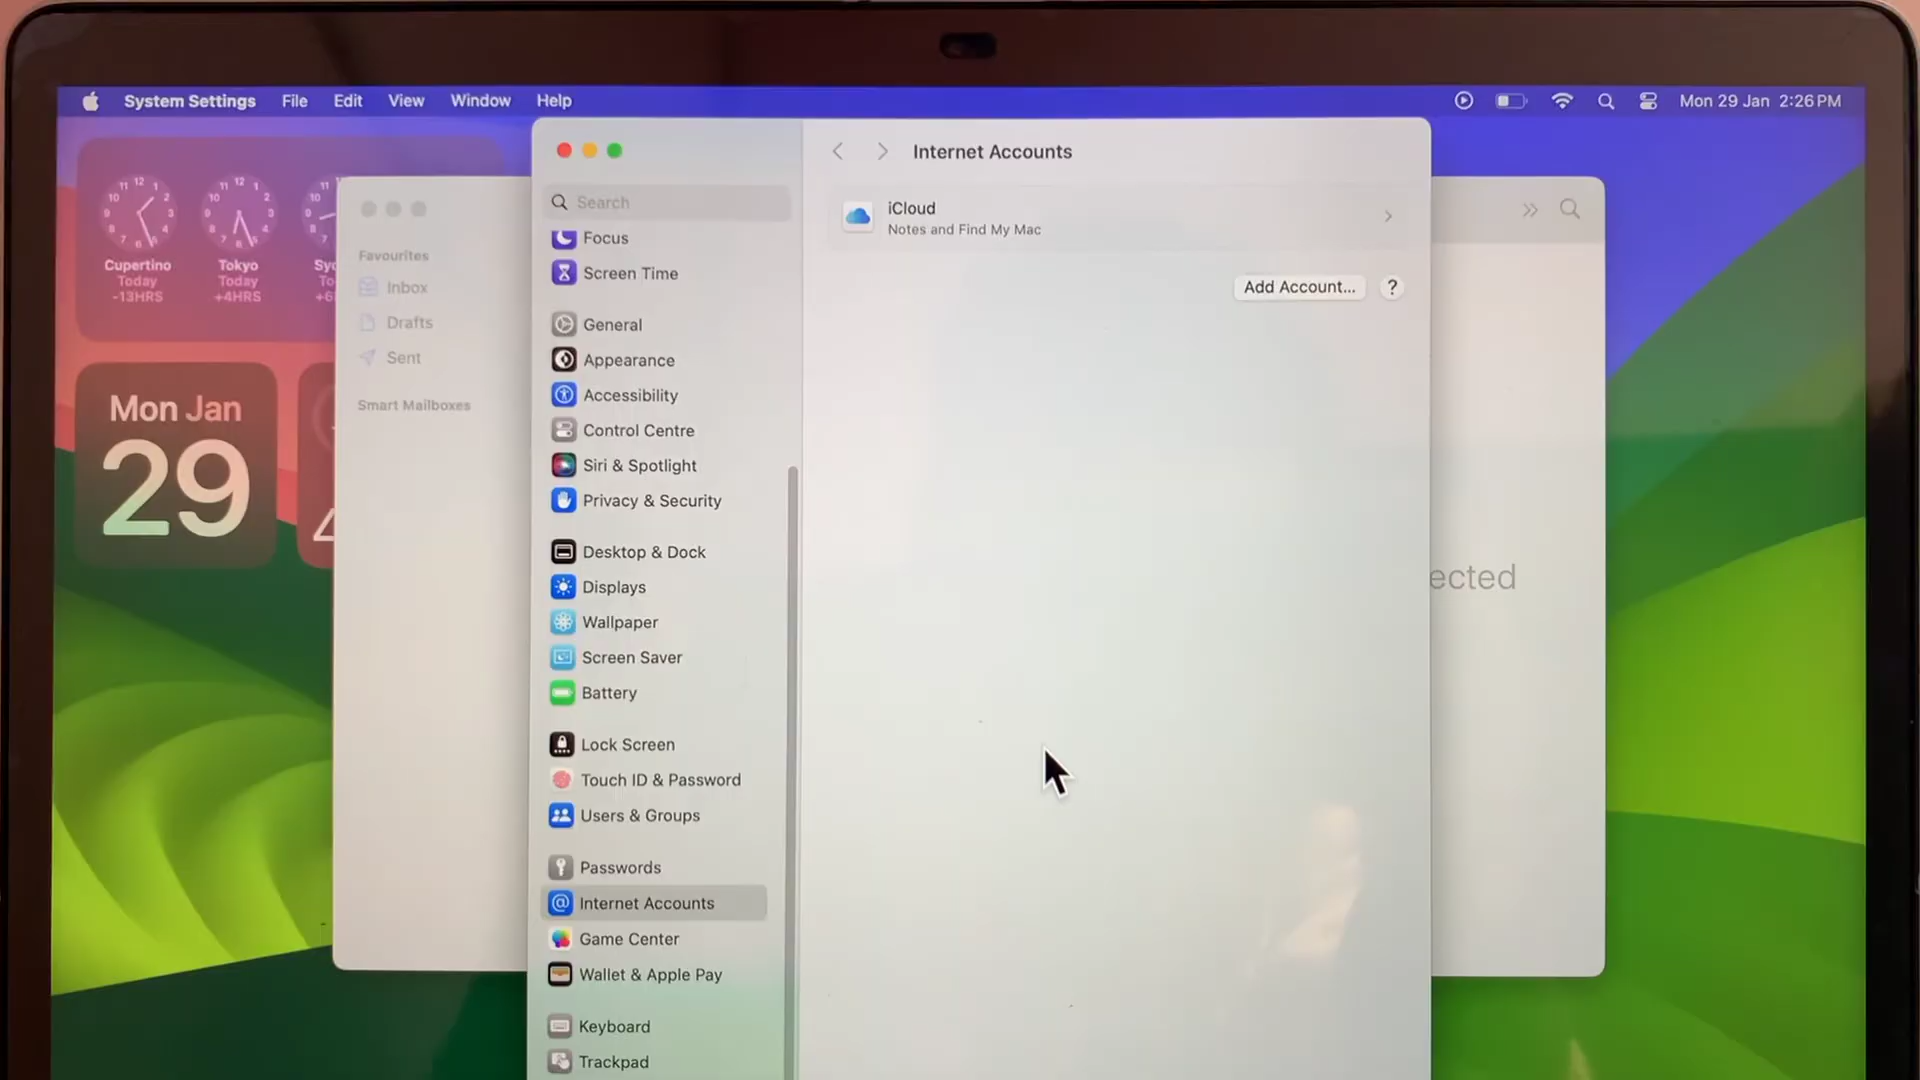 System Settings File Edit View Window Help
Mon 29 Jan 2:26 PM
Cupertino
Today
-13HRS
Tokyo
Today
+4HRS
Mon Jan
29
Favourites
Inbox
Drafts
Sent
Smart Mailboxes
Search
Focus
Screen Time
General
Appearance
Accessibility
Control Centre
Siri & Spotlight
Privacy & Security
Desktop & Dock
Displays
Wallpaper
Screen Saver
Battery
Lock Screen
Touch ID & Password
Users & Groups
Passwords
Internet Accounts
Game Center
Wallet & Apple Pay
Keyboard
Trackpad
Internet Accounts
iCloud
Notes and Find My Mac
Add Account... ?
ected